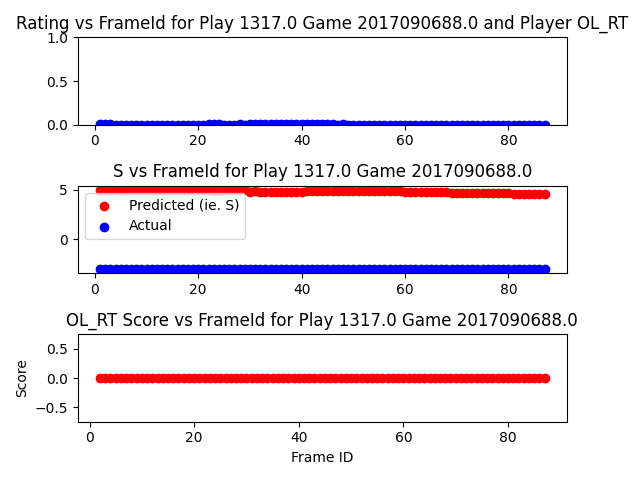 Rating vs FrameId for Play 1317.0 Game 2017090688.0 and Player OL_RT
1.0
0.5
0.0
0 20 40 60 80
S vs FrameId for Play 1317.0 Game 2017090688.0
5
0
Predicted (ie. S)
Actual
0 20 40 60 80
OL_RT Score vs FrameId for Play 1317.0 Game 2017090688.0
Score
0.5
0.0
−0.5
0 20 40 60 80
Frame ID